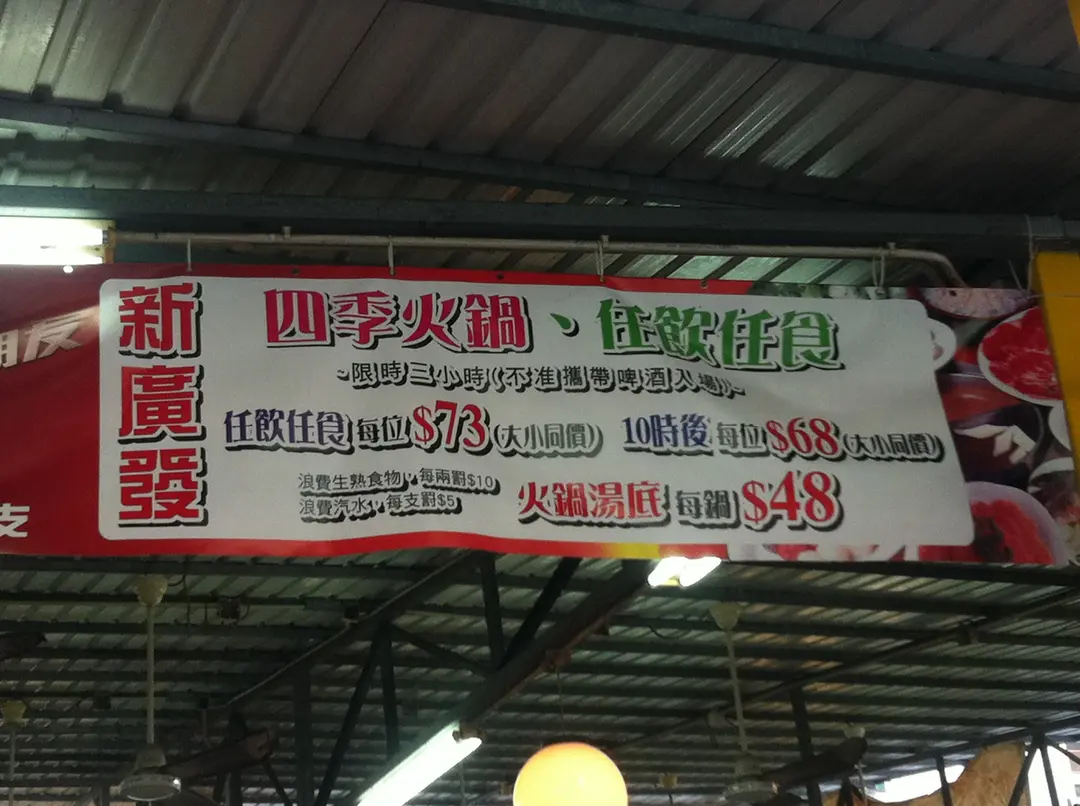 朋友
支
新廣發
四季火鍋、任飲任食
~限時三小時(不准攜帶啤酒入場)~
任飲任食 每位 $73 (大小同價) 10時後 每位 $68 (大小同價)
浪費生熟食物，每兩罰$10
浪費汽水，每支罰$5
火鍋湯底 每鍋 $48